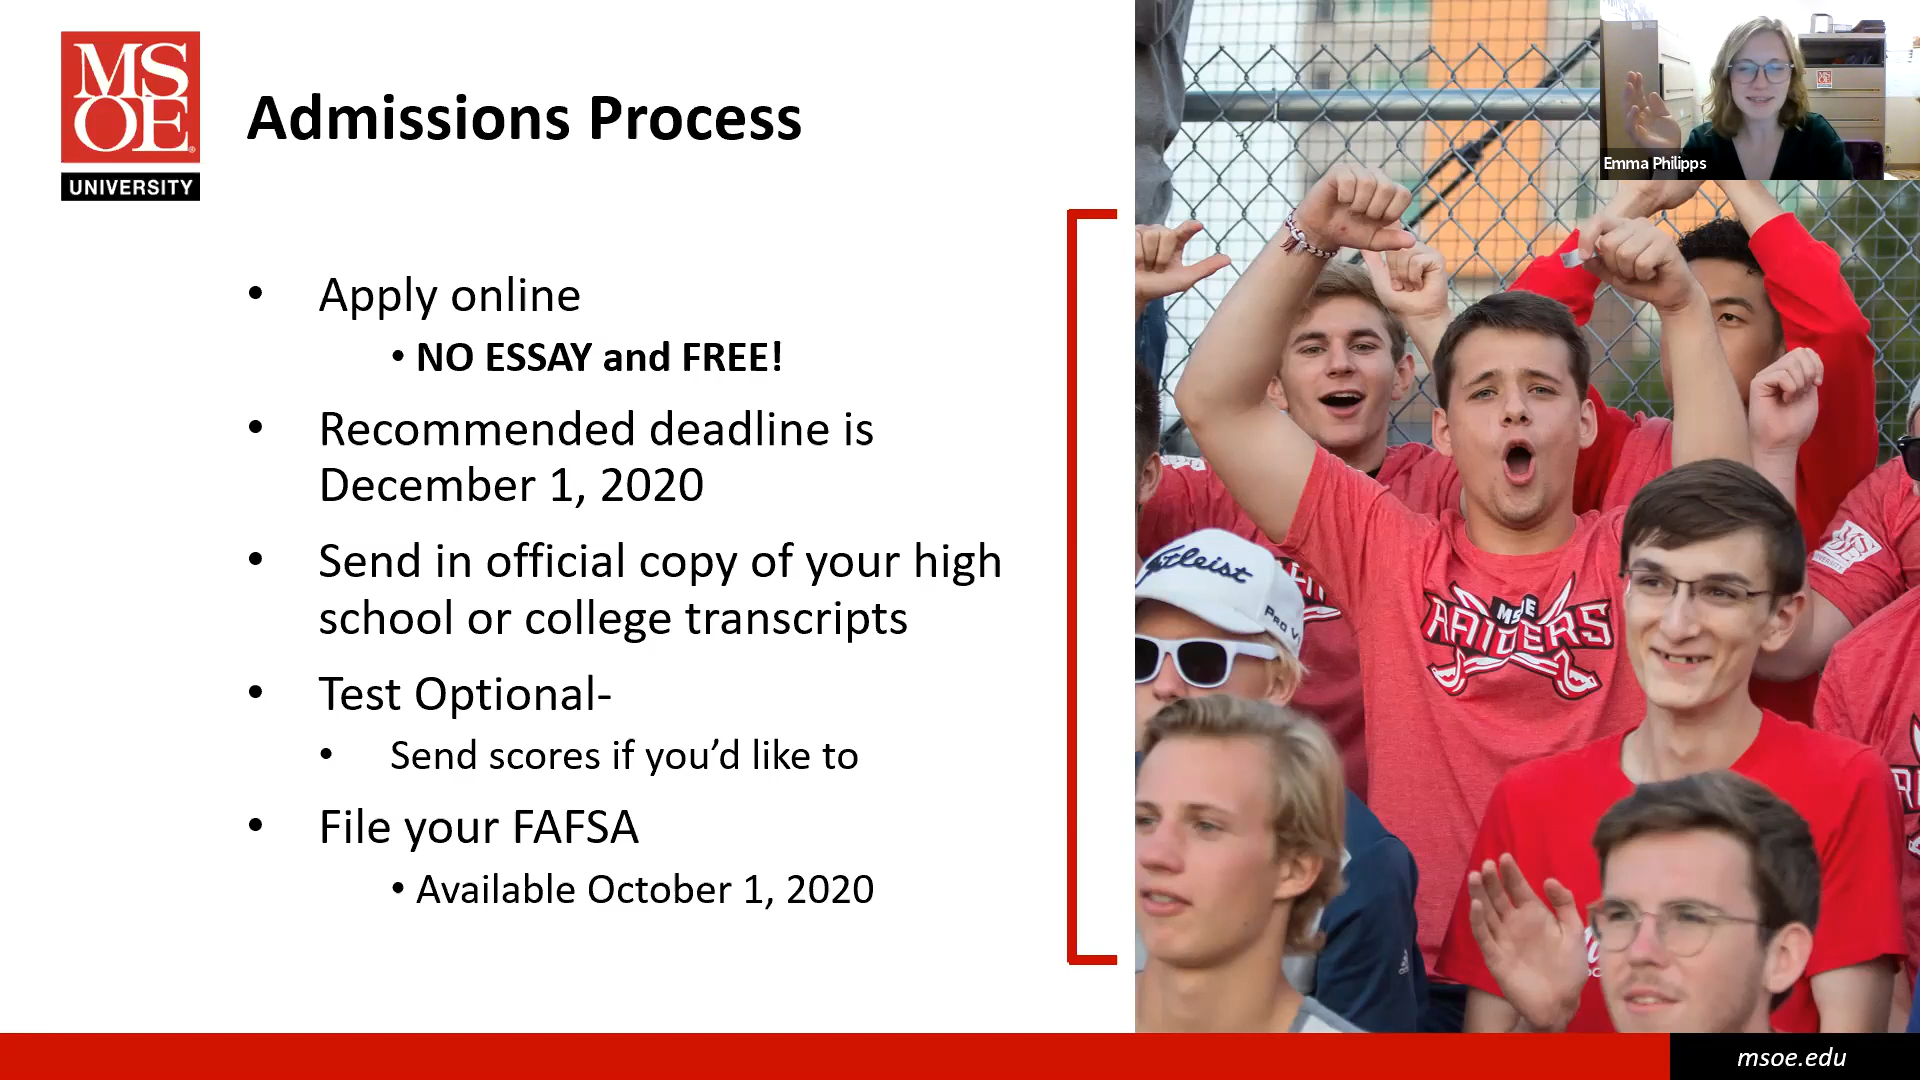 MS
OE
UNIVERSITY
Admissions Process
• Apply online
• NO ESSAY and FREE!
• Recommended deadline is
December 1, 2020
• Send in official copy of your high
school or college transcripts
• Test Optional-
• Send scores if you’d like to
• File your FAFSA
• Available October 1, 2020
Emma Philipps
Titleist
PRO V1
MSOE
RAIDERS
msoe.edu